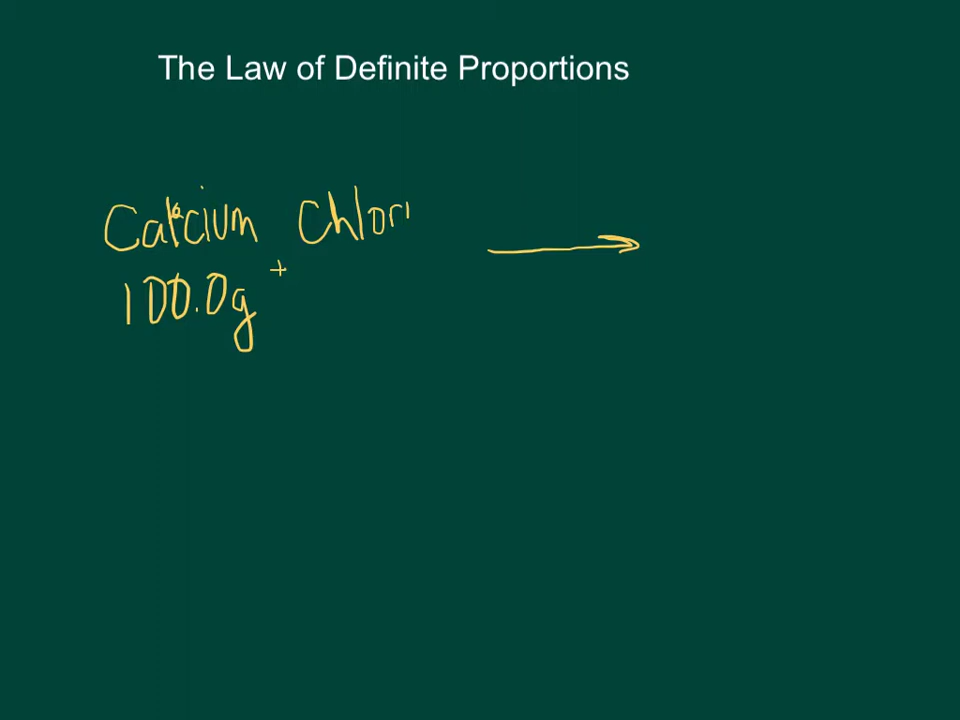 The Law of Definite Proportions
Calcium Chlori
+
100.0g